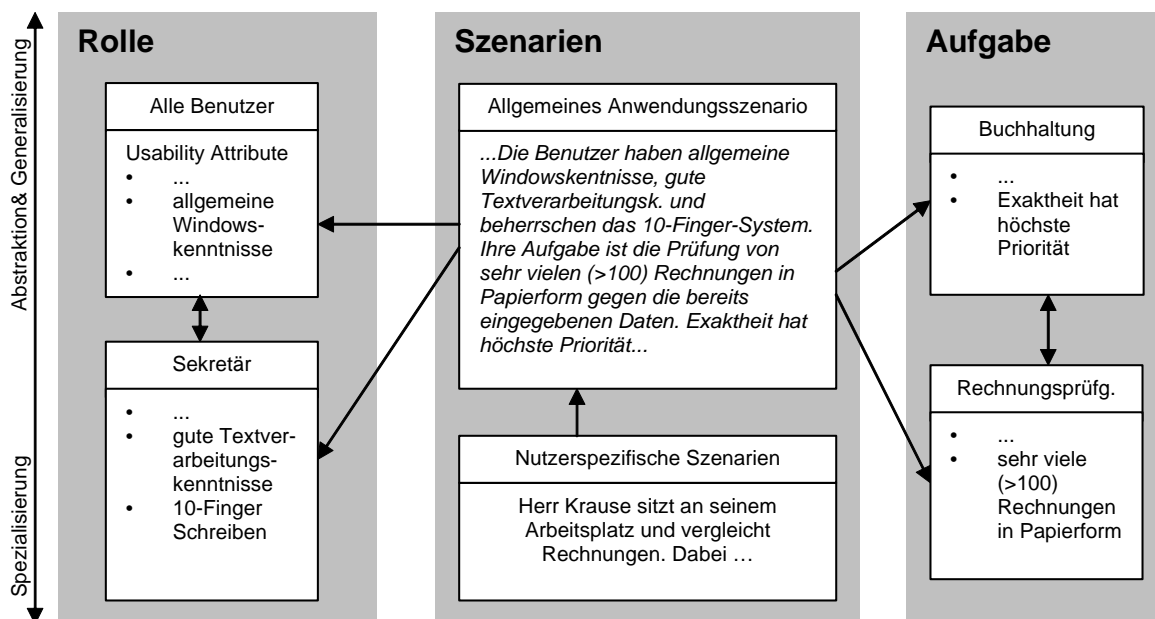 Abstraktion& Generalisierung
Spezialisierung
Rolle
Alle Benutzer
Usability Attribute
• ...
• allgemeine
Windows-
kenntnisse
• ...
Sekretär
• ...
• gute Textver-
arbeitungs-
kenntnisse
• 10-Finger
Schreiben
Szenarien
Allgemeines Anwendungsszenario
...Die Benutzer haben allgemeine
Windowskentnisse, gute
Textverarbeitungsk. und
beherrschen das 10-Finger-System.
Ihre Aufgabe ist die Prüfung von
sehr vielen (>100) Rechnungen in
Papierform gegen die bereits
eingegebenen Daten. Exaktheit hat
höchste Priorität...
Nutzerspezifische Szenarien
Herr Krause sitzt an seinem
Arbeitsplatz und vergleicht
Rechnungen. Dabei …
Aufgabe
Buchhaltung
• ...
• Exaktheit hat
höchste
Priorität
Rechnungsprüfg.
• ...
• sehr viele
(>100)
Rechnungen
in Papierform